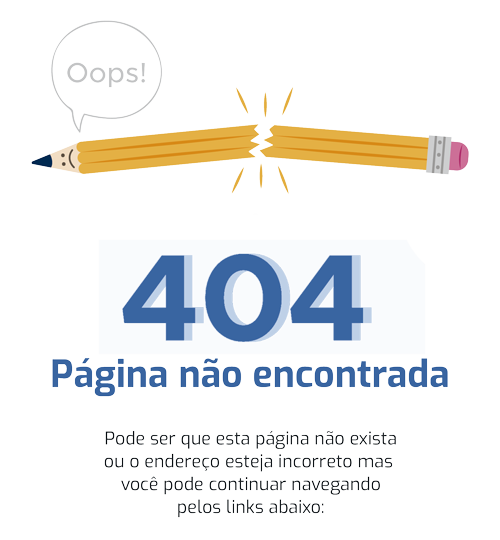 Oops!
404
Página não encontrada
Pode ser que esta página não exista
ou o endereço esteja incorreto mas
você pode continuar navegando
pelos links abaixo: